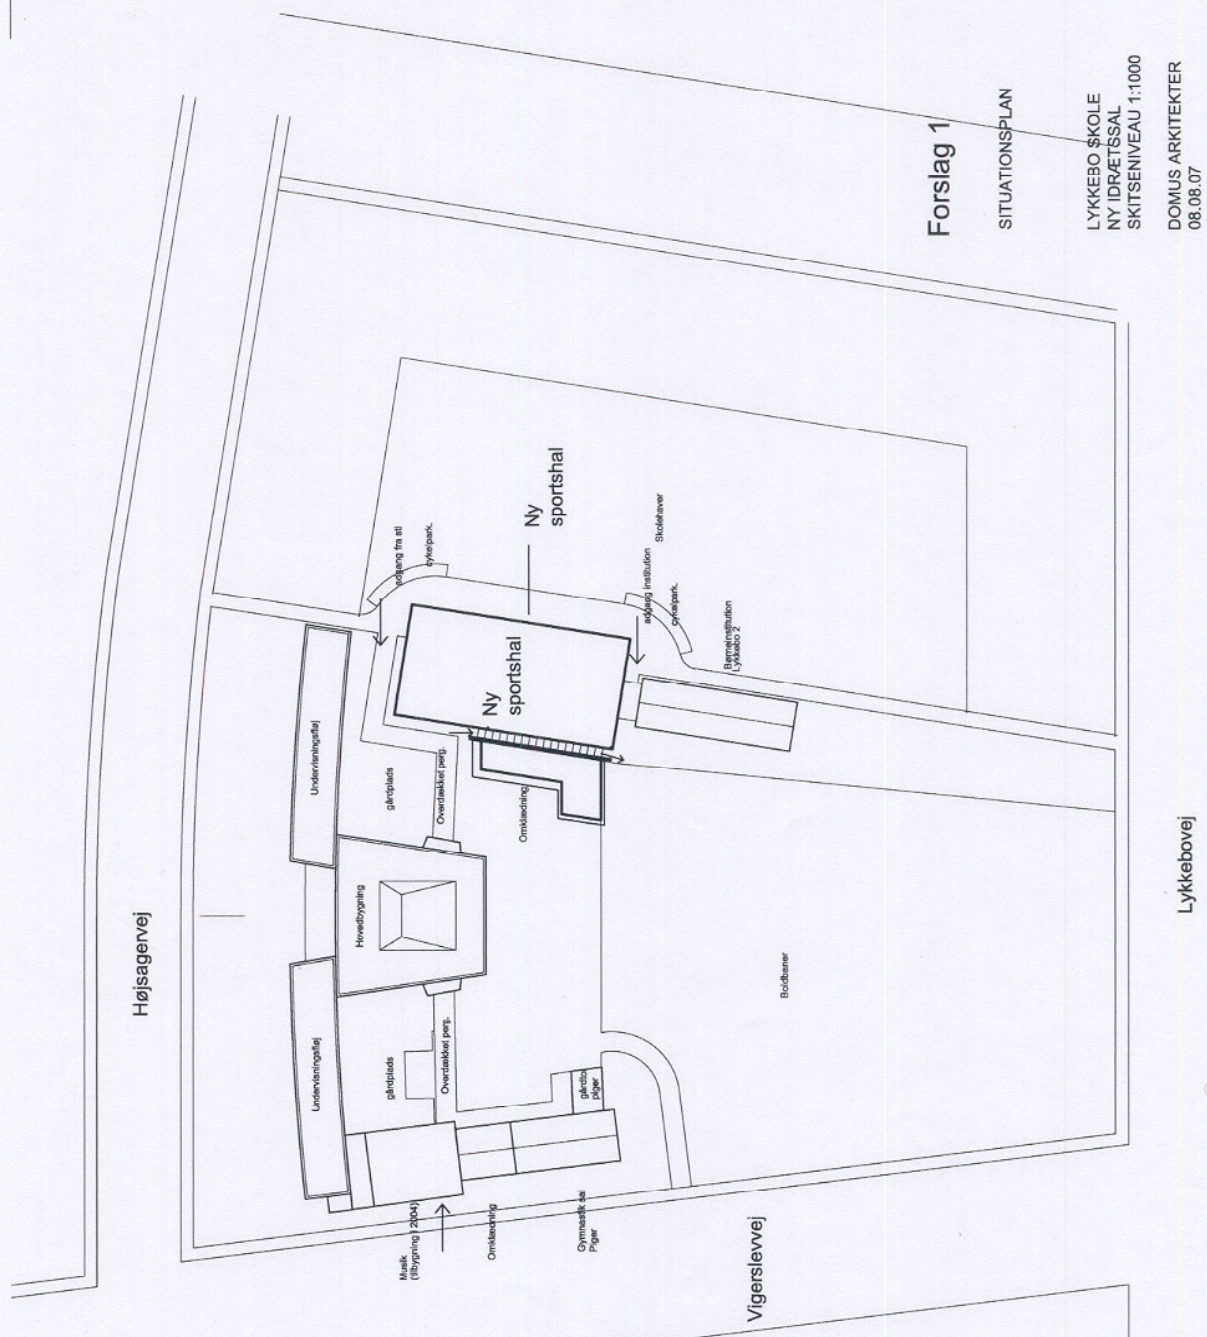 Forslag 1
SITUATIONSPLAN
LYKKEBO SKOLE
NY IDRÆTSSAL
SKITSENIVEAU 1:1000
DOMUS ARKITEKTER
08.08.07
Højsagervej
Undervisningsfløj
Undervisningsfløj
Hovedbygning
gårdplads
gårdplads
Overdækket perg.
Overdækket perg.
adgang fra sti
cykelpark.
Ny
sportshal
Ny
sportshal
adgang institution
Skolehaver
cykelpark.
Børneinstitution
Lykkebo 2
Omklædning
Boldbaner
Musik
(tilbygning i 2004)
Omklædning
Gymnastik sal
Piger
gårdtoi
piger
Vigerslevvej
Lykkebovej